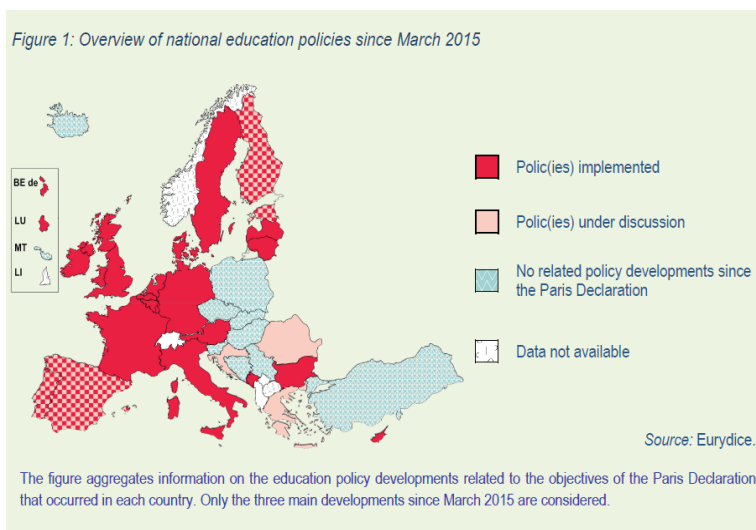 Figure 1: Overview of national education policies since March 2015
BE de
LU
MT
LI
Polic(ies) implemented
Polic(ies) under discussion
No related policy developments since
the Paris Declaration
Data not available
Source: Eurydice.
The figure aggregates information on the education policy developments related to the objectives of the Paris Declaration
that occurred in each country. Only the three main developments since March 2015 are considered.